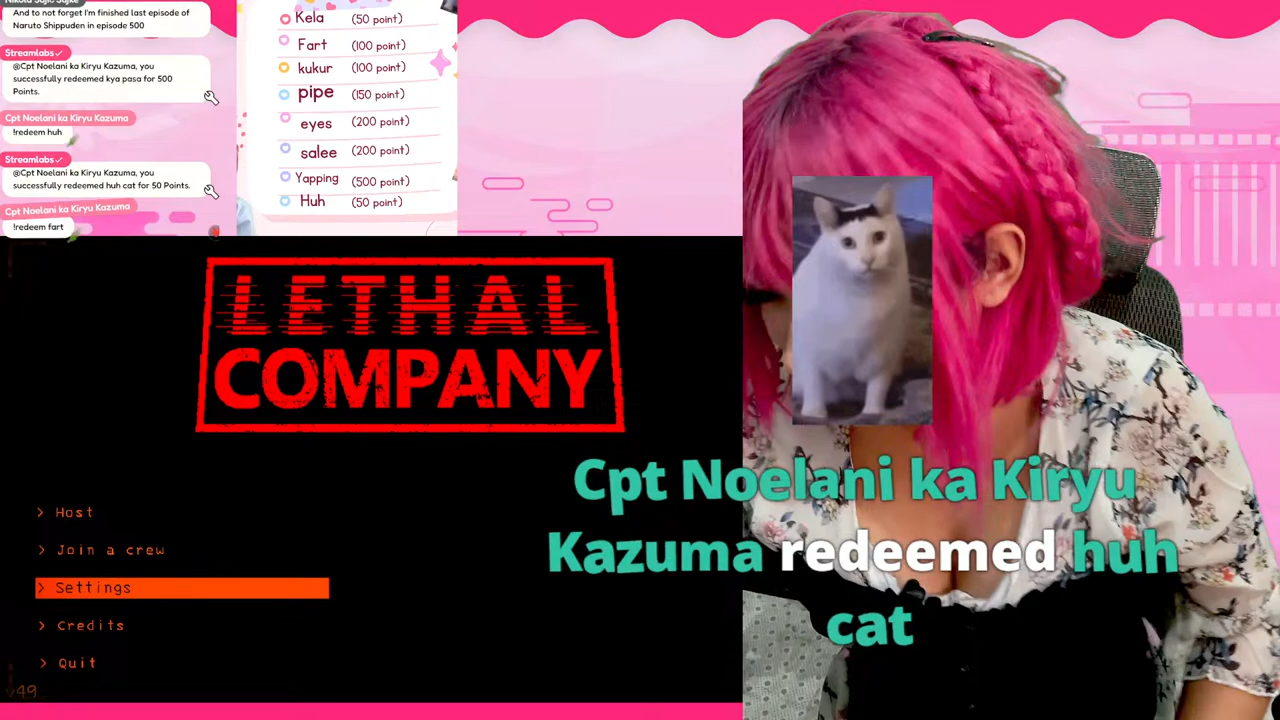 Nikola Sajic Sajke
And to not forget I'm finished last episode of
Naruto Shippuden in episode 500
Streamlabs
@Cpt Noelani ka Kiryu Kazuma, you
successfully redeemed kya pasa for 500
Points.
Cpt Noelani ka Kiryu Kazuma
!redeem huh
Streamlabs
@Cpt Noelani ka Kiryu Kazuma, you
successfully redeemed huh cat for 50 Points.
Cpt Noelani ka Kiryu Kazuma
!redeem fart
Kela (50 point)
Fart (100 point)
kukur (100 point)
pipe (150 point)
eyes (200 point)
salee (200 point)
Yapping (500 point)
Huh (50 point)
LETHAL
COMPANY
> Host
> Join a crew
> Settings
> Credits
> Quit
v49
Cpt Noelani ka Kiryu
Kazuma redeemed huh
cat